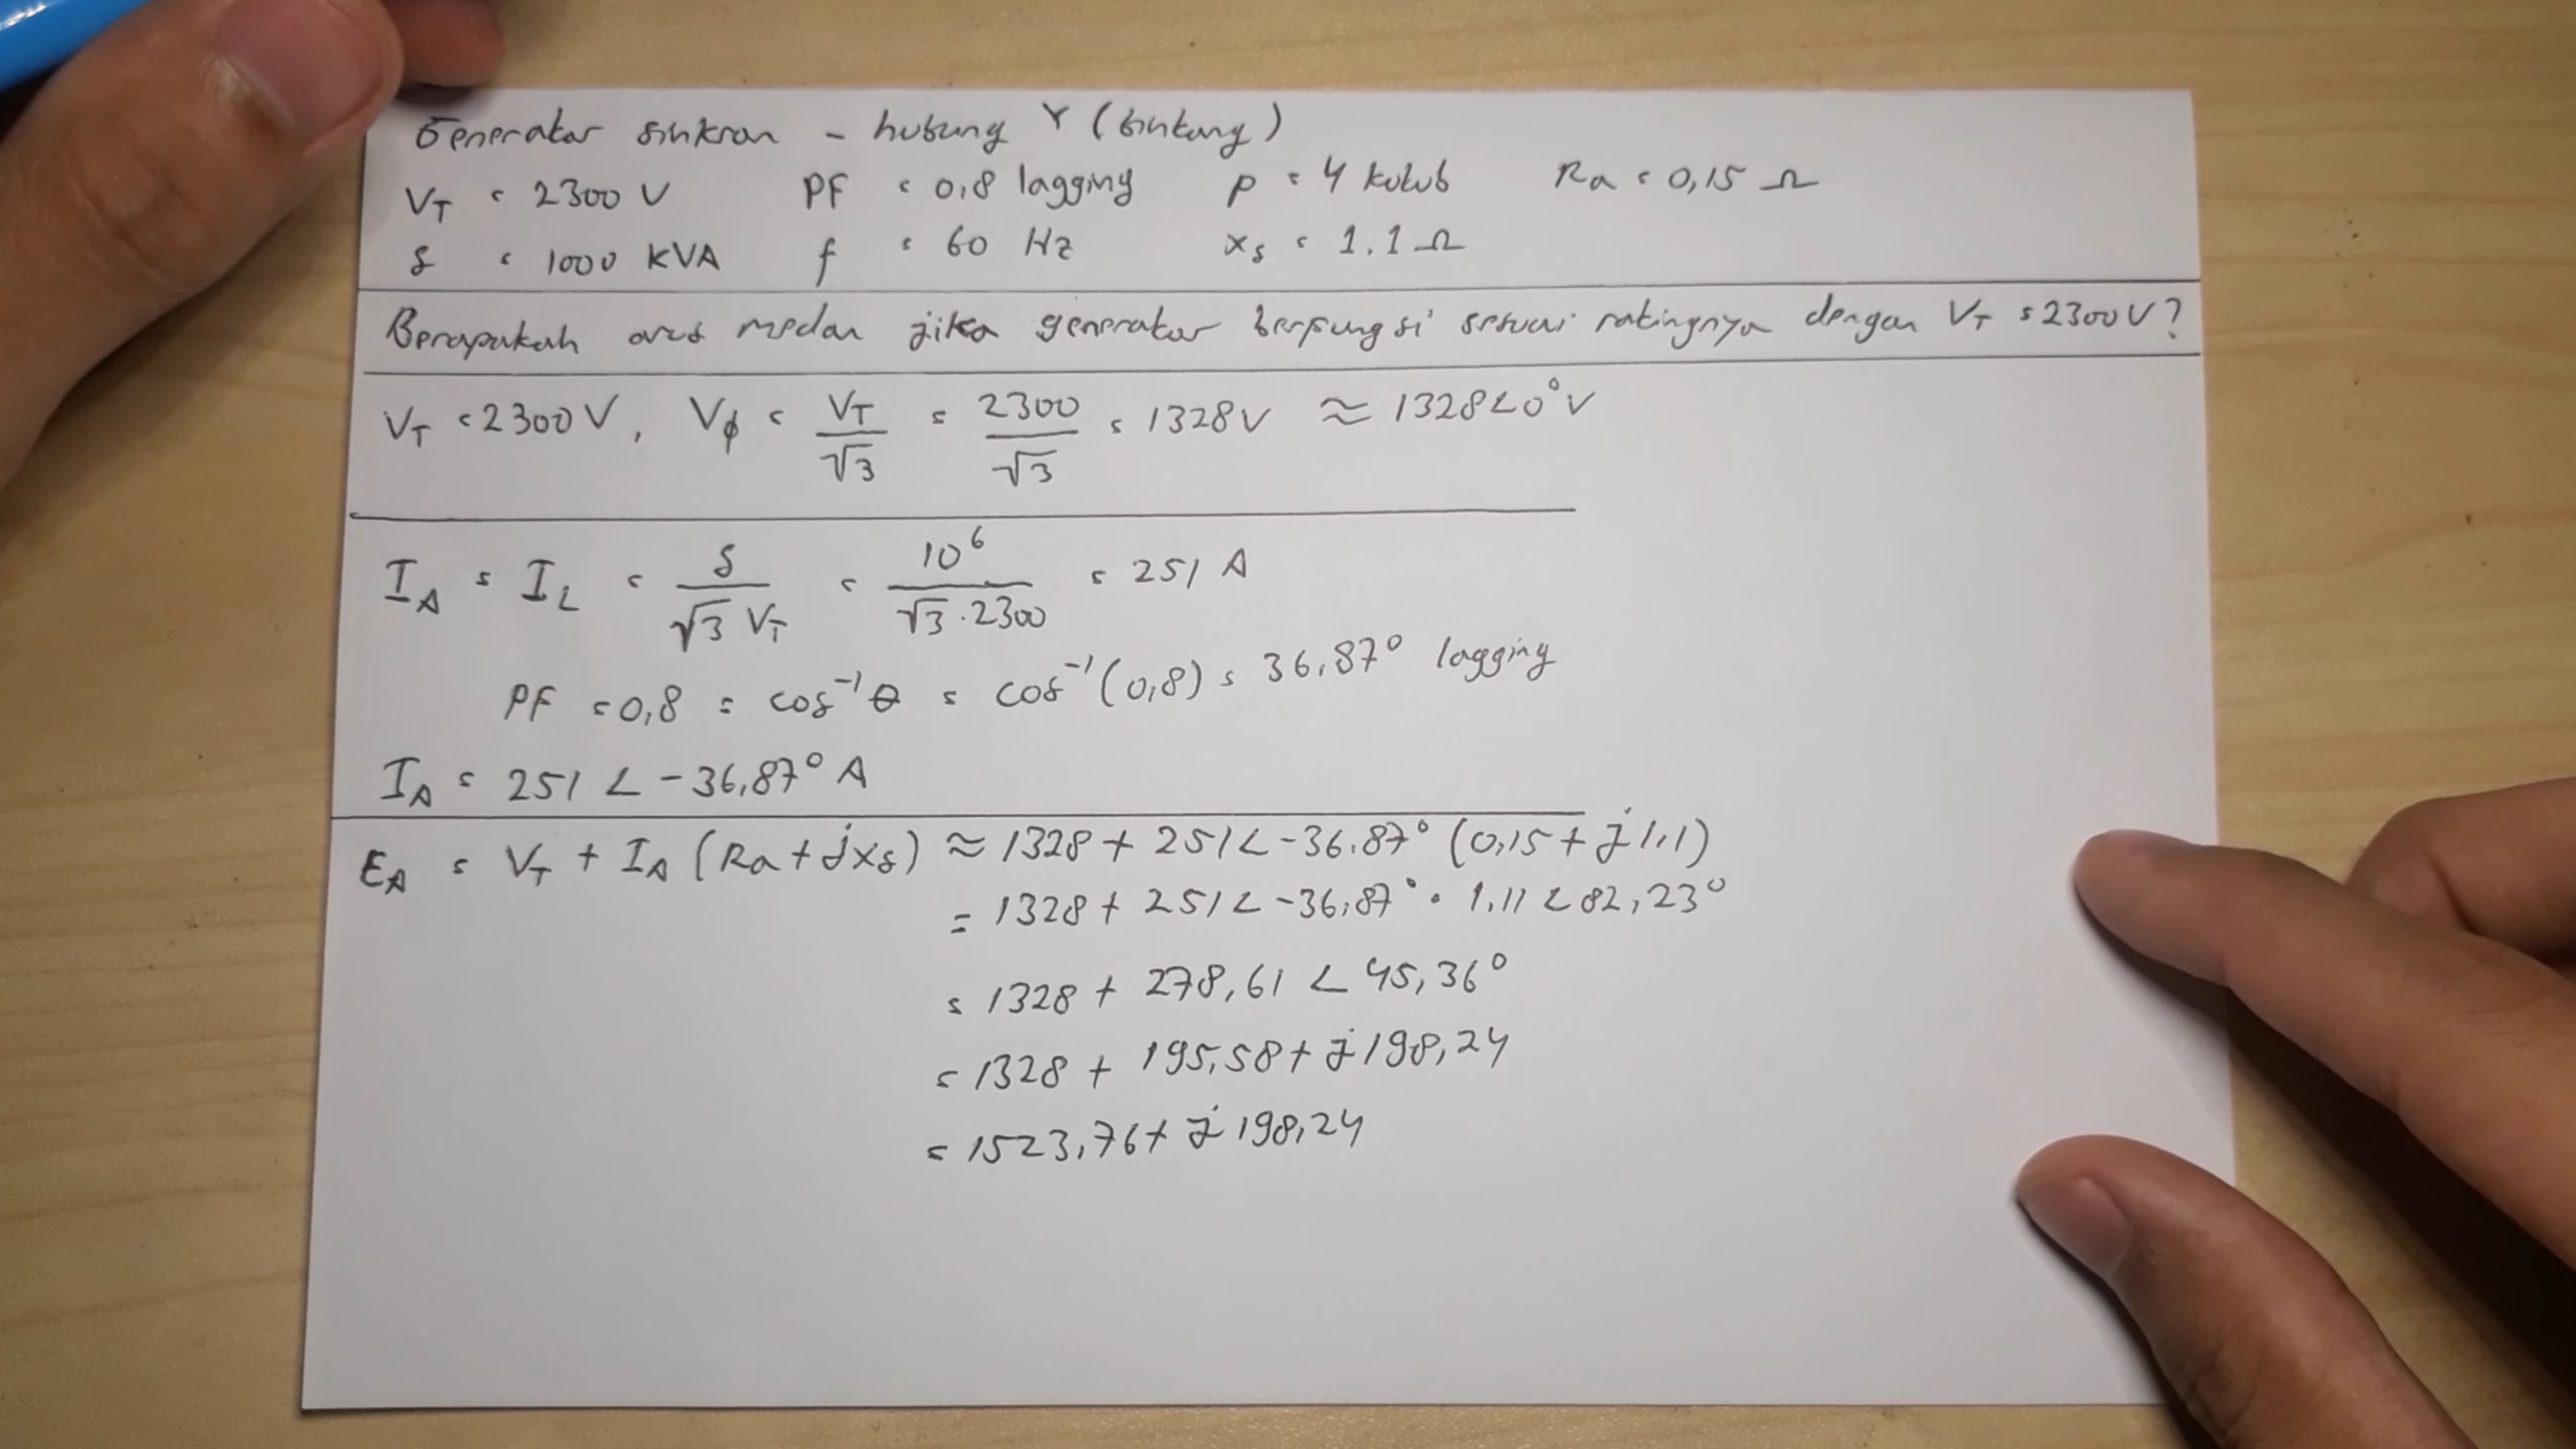 Generator sinkron - hubung Y (bintang)
VT = 2300 V PF = 0,8 lagging P = 4 kutub Ra = 0,15 Ω
S = 1000 KVA f = 60 Hz Xs = 1.1 Ω
Berapakah arus medan jika generator berfungsi sesuai ratingnya dengan VT = 2300 V?
VT = 2300 V, Vϕ = VT/√3 = 2300/√3 = 1328 V ≈ 1328∠0° V
IA = IL = S/(√3 VT) = 10⁶/(√3 . 2300) = 251 A
PF = 0,8 = cos⁻¹ θ = cos⁻¹ (0,8) = 36,87° lagging
IA = 251 ∠ -36,87° A
EA = VT + IA (Ra + jXs) ≈ 1328 + 251∠-36.87° (0,15 + j1,1)
= 1328 + 251∠-36,87° • 1,11 ∠82,23°
= 1328 + 278,61 ∠ 45,36°
= 1328 + 195,58 + j198,24
= 1523,76 + j198,24